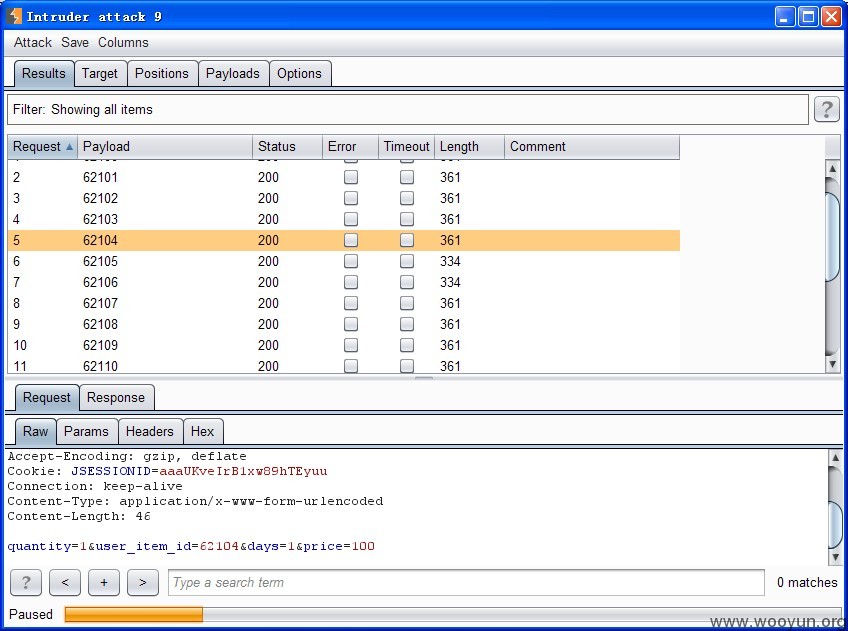 Intruder attack 9
Attack Save Columns
Results Target Positions Payloads Options
Filter: Showing all items
?
Request Payload Status Error Timeout Length Comment
2 62101 200 361
3 62102 200 361
4 62103 200 361
5 62104 200 361
6 62105 200 334
7 62106 200 334
8 62107 200 361
9 62108 200 361
10 62109 200 361
11 62110 200 361
Request Response
Raw Params Headers Hex
Accept-Encoding: gzip, deflate
Cookie: JSESSIONID=aaaUKveIrB1xw89hTEyuu
Connection: keep-alive
Content-Type: application/x-www-form-urlencoded
Content-Length: 46
quantity=1&user_item_id=62104&days=1&price=100
? < + > Type a search term 0 matches
Paused
www.wooyun.org